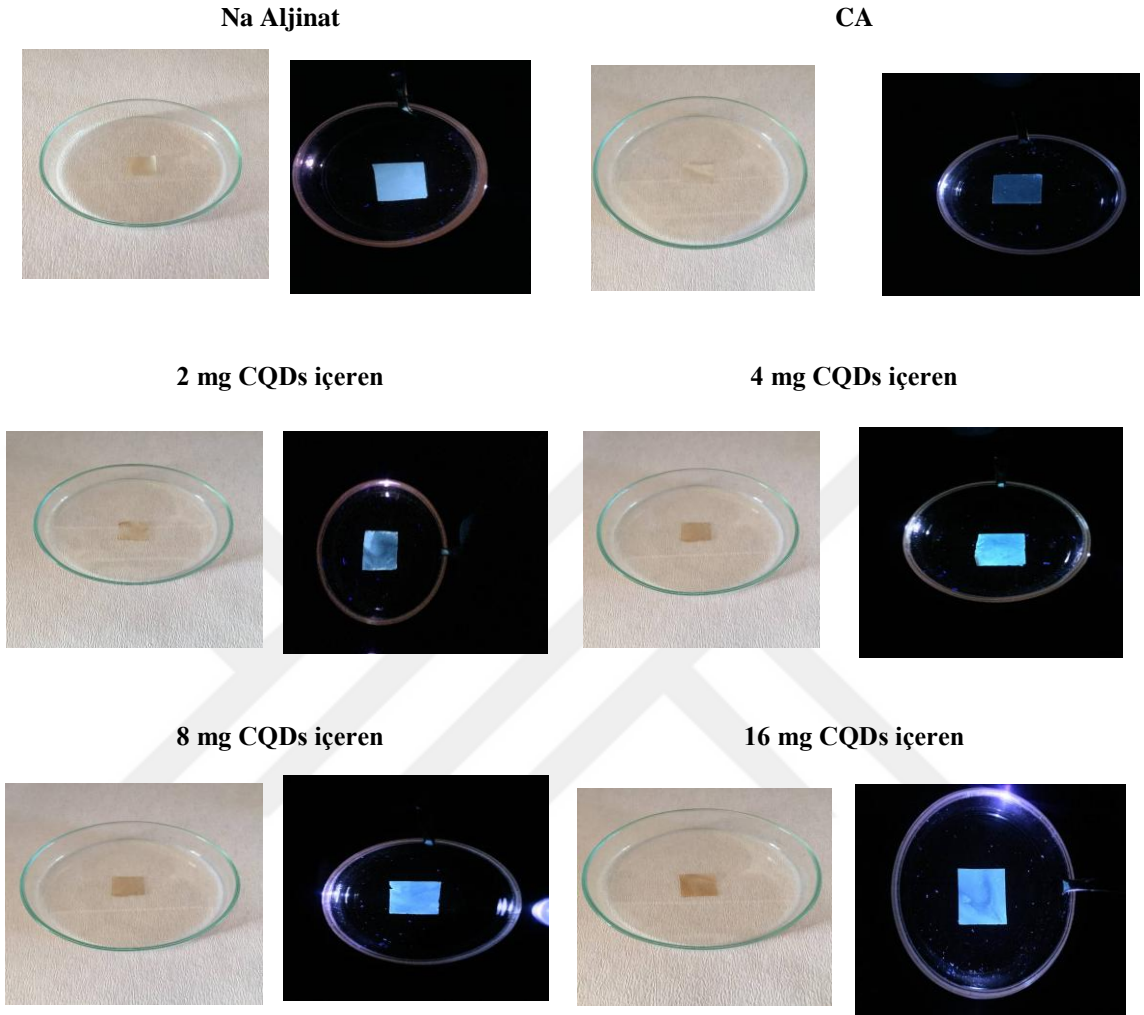 Na Aljinat
CA
2 mg CQDs içeren
4 mg CQDs içeren
8 mg CQDs içeren
16 mg CQDs içeren